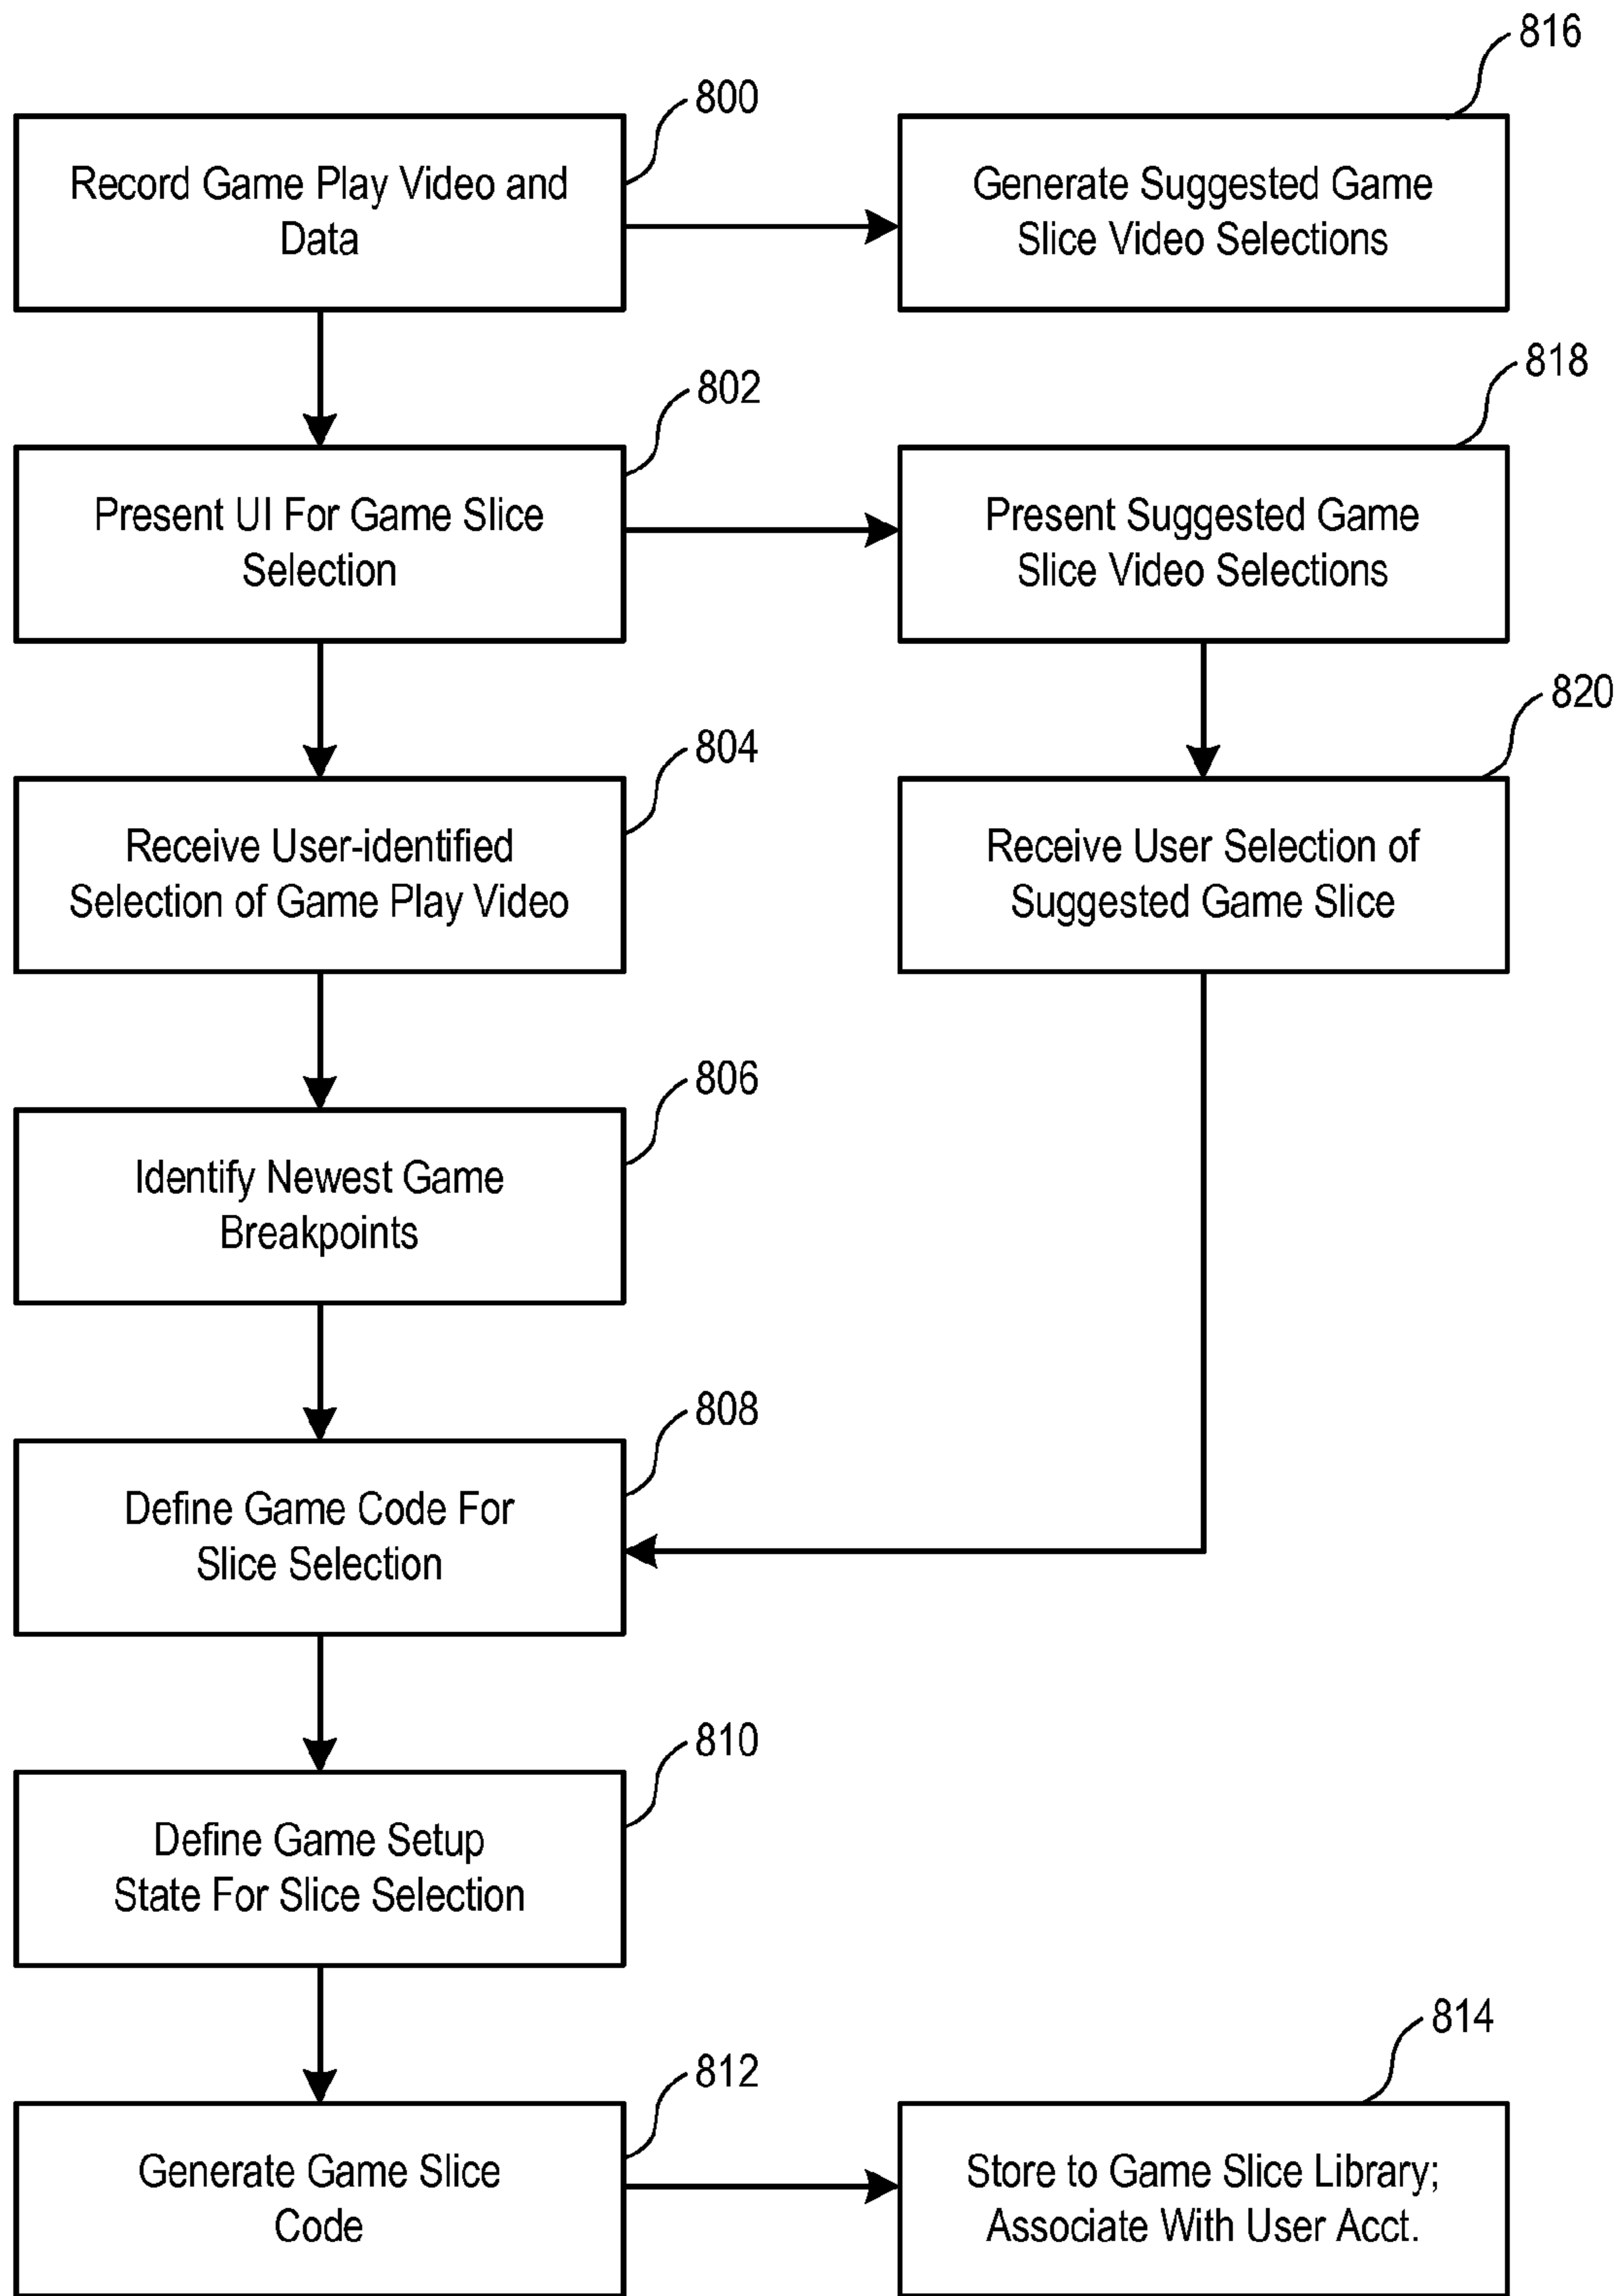 816
800
Record Game Play Video and
Data
Generate Suggested Game
Slice Video Selections
818
802
Present UI For Game Slice
Selection
Present Suggested Game
Slice Video Selections
820
804
Receive User-identified
Selection of Game Play Video
Receive User Selection of
Suggested Game Slice
806
Identify Newest Game
Breakpoints
808
Define Game Code For
Slice Selection
810
Define Game Setup
State For Slice Selection
814
812
Generate Game Slice
Code
Store to Game Slice Library;
Associate With User Acct.